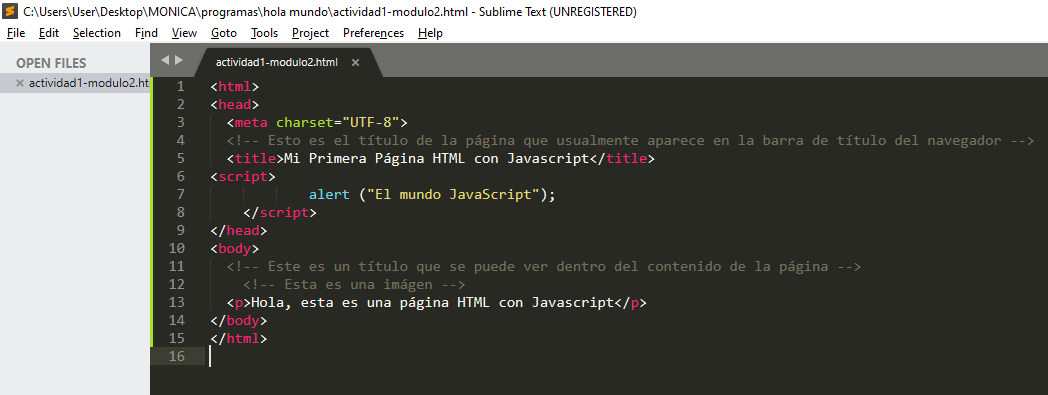 C:\Users\User\Desktop\MONICA\programas\hola mundo\actividad1-modulo2.html - Sublime Text (UNREGISTERED)
File Edit Selection Find View Goto Tools Project Preferences Help
OPEN FILES
actividad1-modulo2.html
× actividad1-modulo2.ht
1 <html>
2 <head>
3 <meta charset="UTF-8">
4 <!-- Esto es el título de la página que usualmente aparece en la barra de título del navegador -->
5 <title>Mi Primera Página HTML con Javascript</title>
6 <script>
7 alert ("El mundo JavaScript");
8 </script>
9 </head>
10 <body>
11 <!-- Este es un título que se puede ver dentro del contenido de la página -->
12 <!-- Esta es una imágen -->
13 <p>Hola, esta es una página HTML con Javascript</p>
14 </body>
15 </html>
16